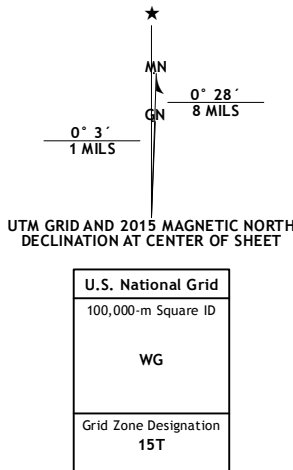 ★
MN
GN
0° 28´
8 MILS
0° 3´
1 MILS
UTM GRID AND 2015 MAGNETIC NORTH
DECLINATION AT CENTER OF SHEET
U.S. National Grid
100,000-m Square ID
WG
Grid Zone Designation
15T